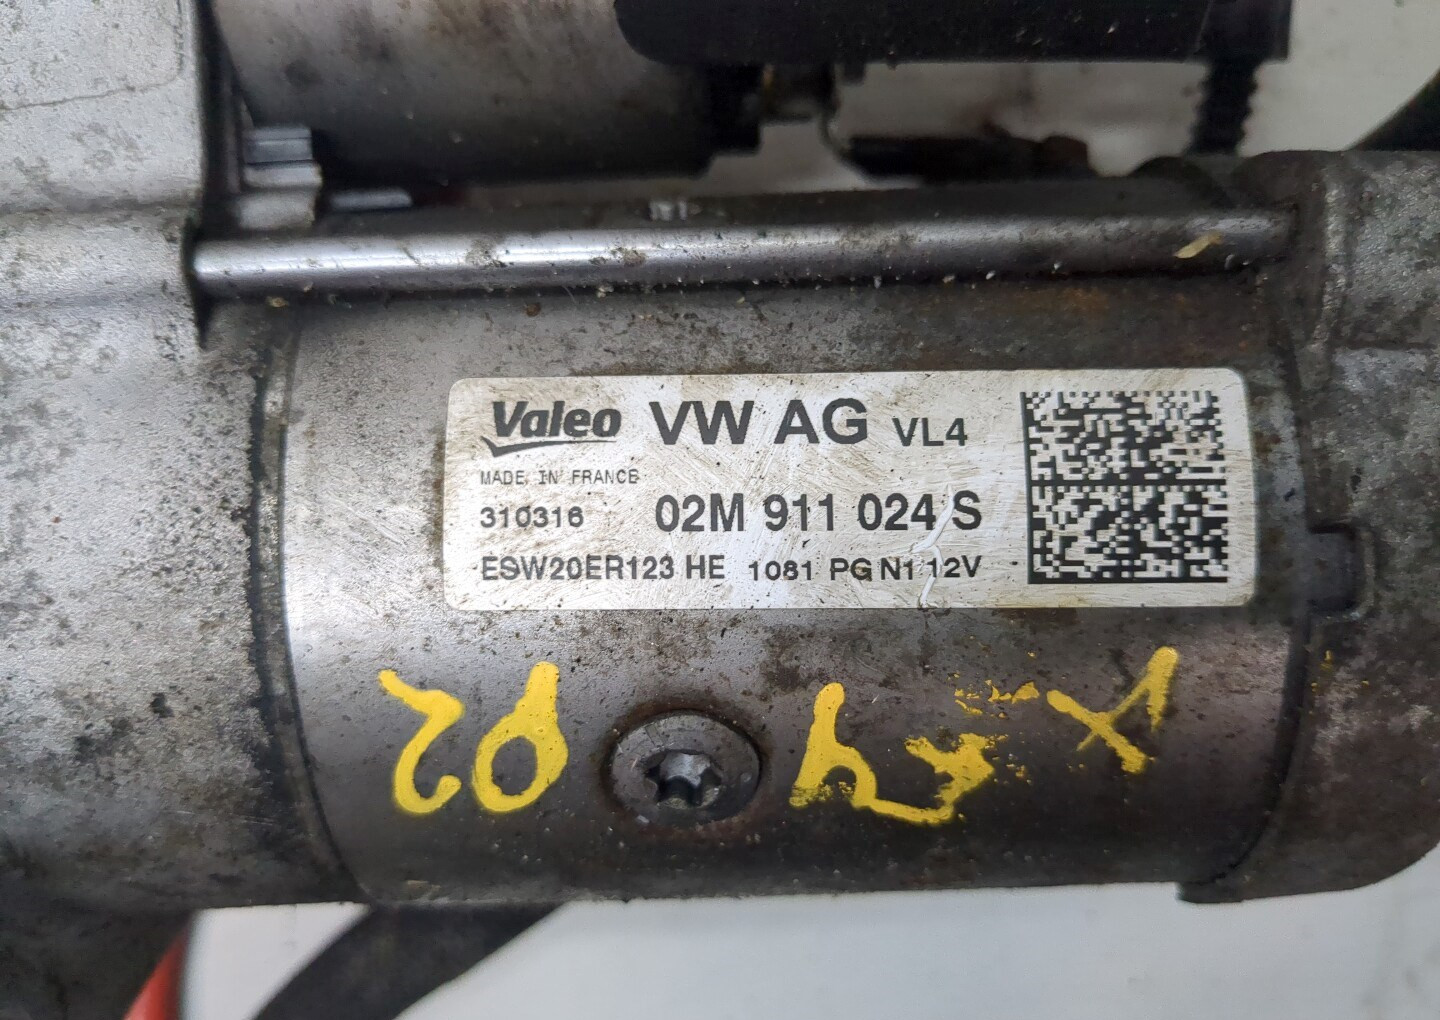 Valeo VW AG VL4
MADE IN FRANCE
310316 02M 911 024 S
ESW20ER123 HE 1081 PG N1 12V